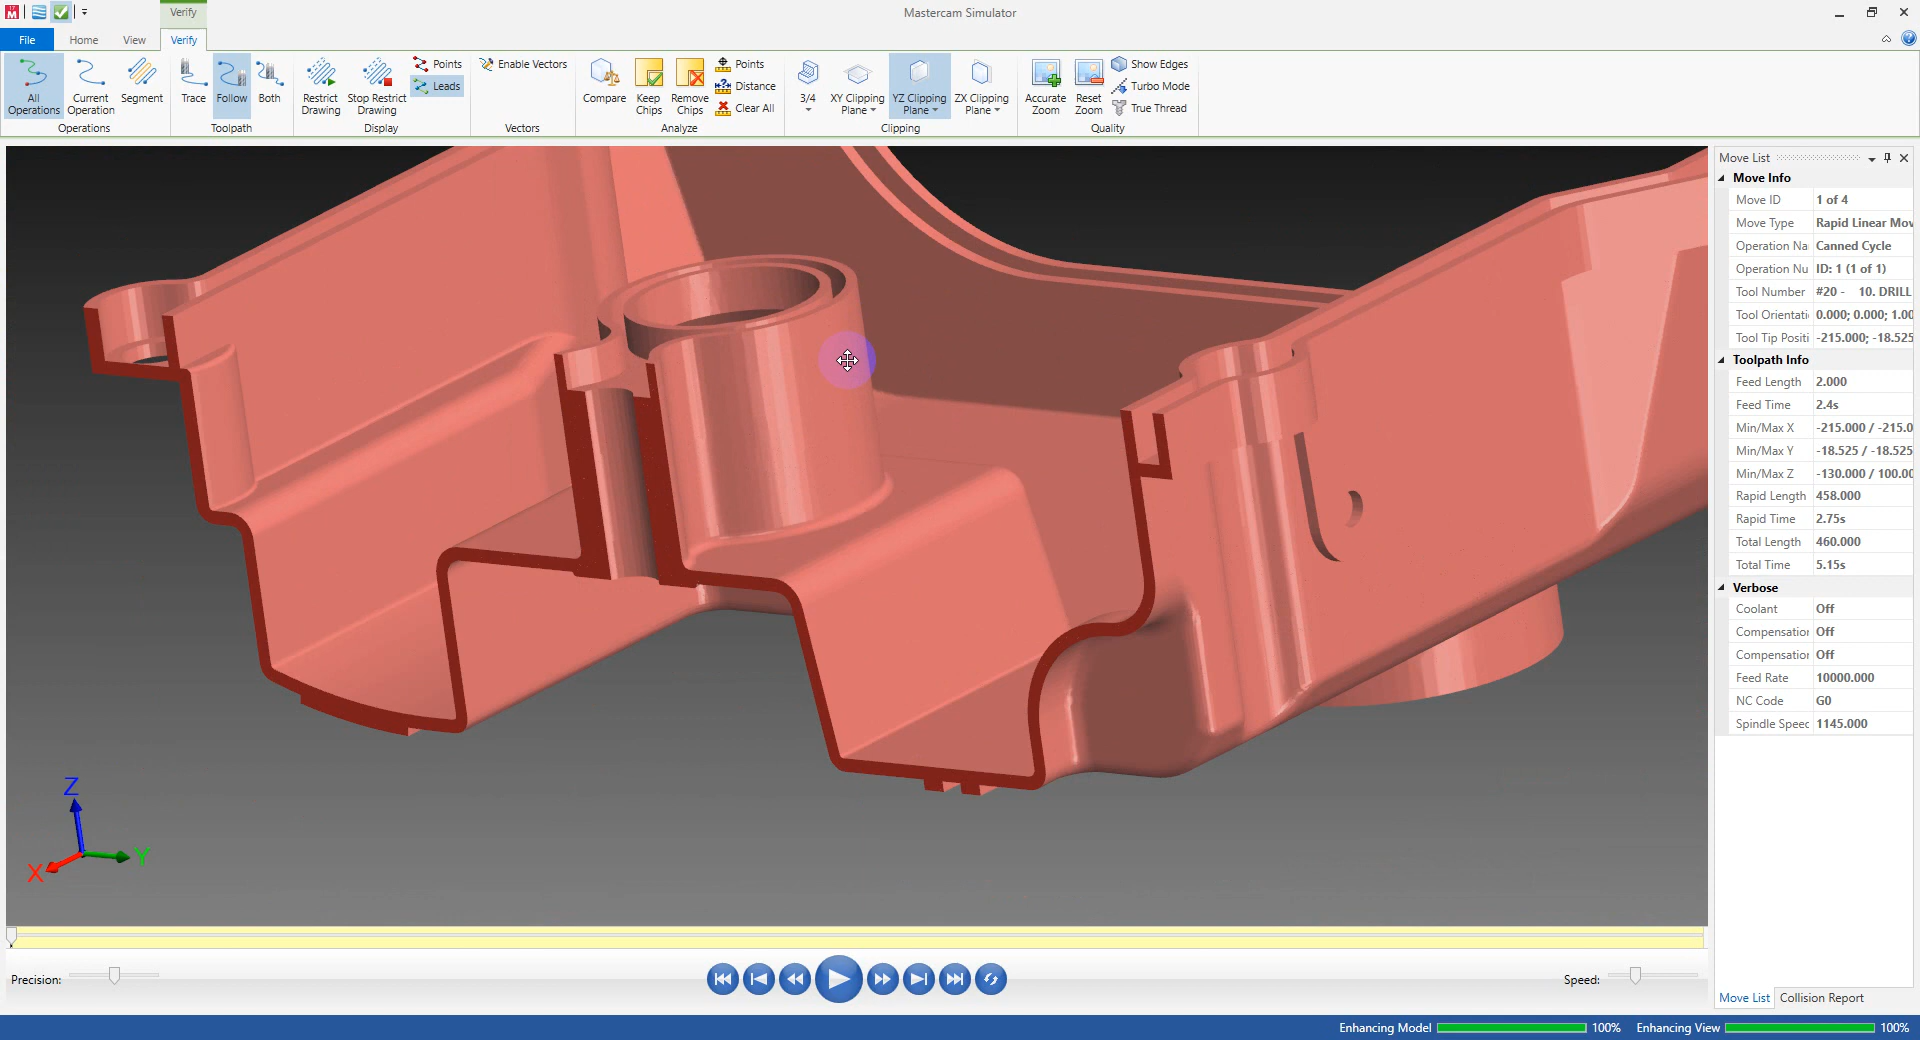 Verify
Mastercam Simulator
File
Home
View
Verify
All Operations
Current Operation
Segment
Operations
Trace
Follow
Both
Toolpath
Restrict Drawing
Stop Restrict Drawing
Points
Leads
Display
Enable Vectors
Vectors
Compare
Keep Chips
Remove Chips
Points
Distance
Clear All
Analyze
3/4
XY Clipping Plane
YZ Clipping Plane
ZX Clipping Plane
Clipping
Accurate Zoom
Reset Zoom
Show Edges
Turbo Mode
True Thread
Quality
Move List
Move Info
Move ID 1 of 4
Move Type Rapid Linear Mov
Operation Na Canned Cycle
Operation Nu ID: 1 (1 of 1)
Tool Number #20 - 10. DRILL
Tool Orientati 0.000; 0.000; 1.00
Tool Tip Positi -215.000; -18.525
Toolpath Info
Feed Length 2.000
Feed Time 2.4s
Min/Max X -215.000 / -215.0
Min/Max Y -18.525 / -18.525
Min/Max Z -130.000 / 100.00
Rapid Length 458.000
Rapid Time 2.75s
Total Length 460.000
Total Time 5.15s
Verbose
Coolant Off
Compensation Off
Compensation Off
Feed Rate 10000.000
NC Code G0
Spindle Speed 1145.000
Z
Y
X
Precision:
Speed:
Move List
Collision Report
Enhancing Model 100%
Enhancing View 100%